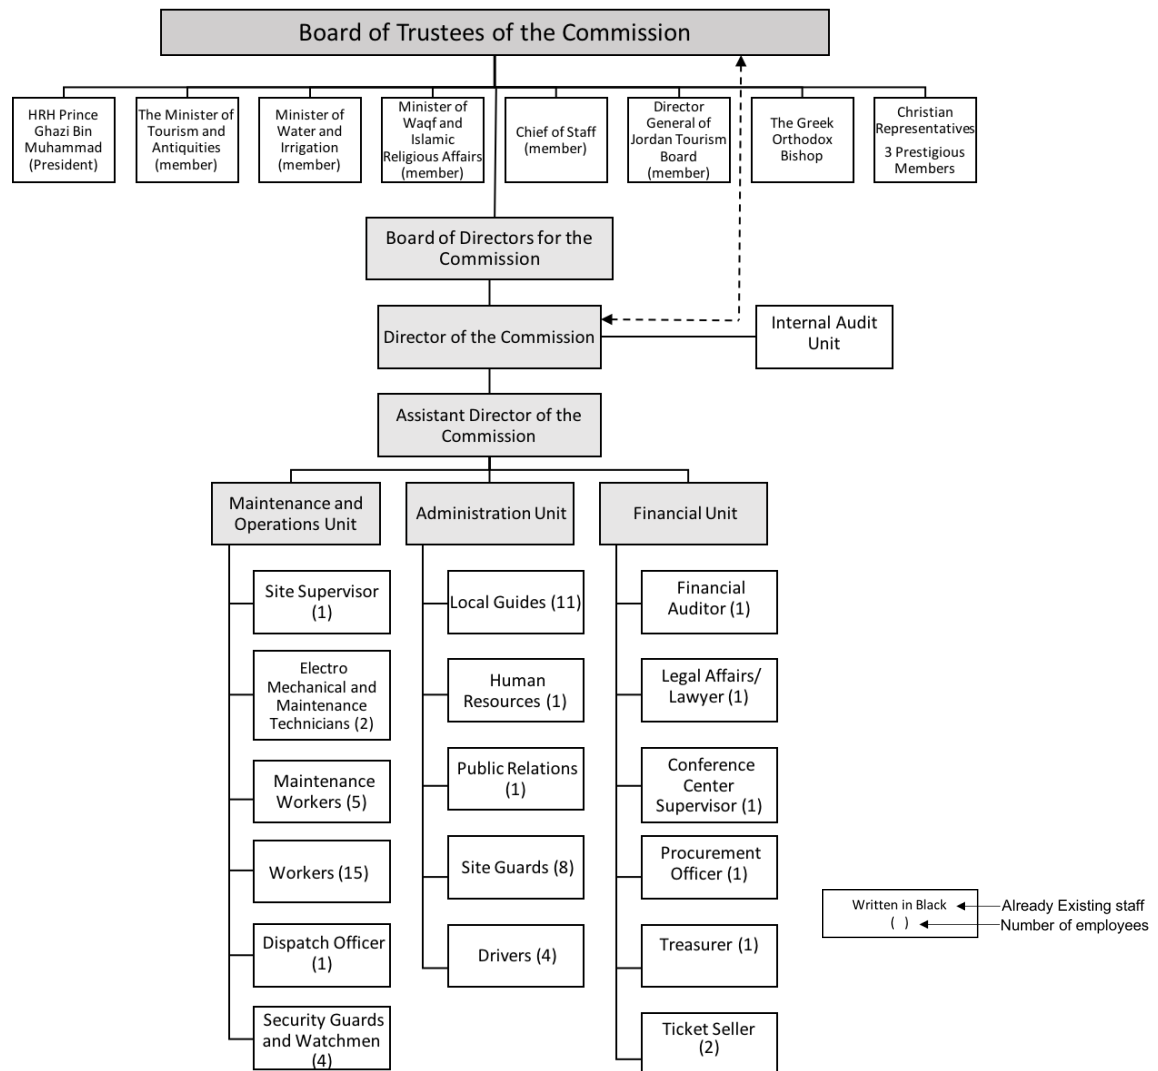 Board of Trustees of the Commission
HRH Prince
Ghazi Bin
Muhammad
(President)
The Minister of
Tourism and
Antiquities
(member)
Minister of
Water and
Irrigation
(member)
Minister of
Waqf and
Islamic
Religious Affairs
(member)
Chief of Staff
(member)
Director
General of
Jordan Tourism
Board
(member)
The Greek
Orthodox
Bishop
Christian
Representatives
3 Prestigious
Members
Board of Directors for the
Commission
Director of the Commission
Internal Audit
Unit
Assistant Director of the
Commission
Maintenance and
Operations Unit
Administration Unit
Financial Unit
Site Supervisor
(1)
Electro
Mechanical and
Maintenance
Technicians (2)
Maintenance
Workers (5)
Workers (15)
Dispatch Officer
(1)
Security Guards
and Watchmen
(4)
Local Guides (11)
Human
Resources (1)
Public Relations
(1)
Site Guards (8)
Drivers (4)
Financial
Auditor (1)
Legal Affairs/
Lawyer (1)
Conference
Center
Supervisor (1)
Procurement
Officer (1)
Treasurer (1)
Ticket Seller
(2)
Written in Black
( )
Already Existing staff
Number of employees